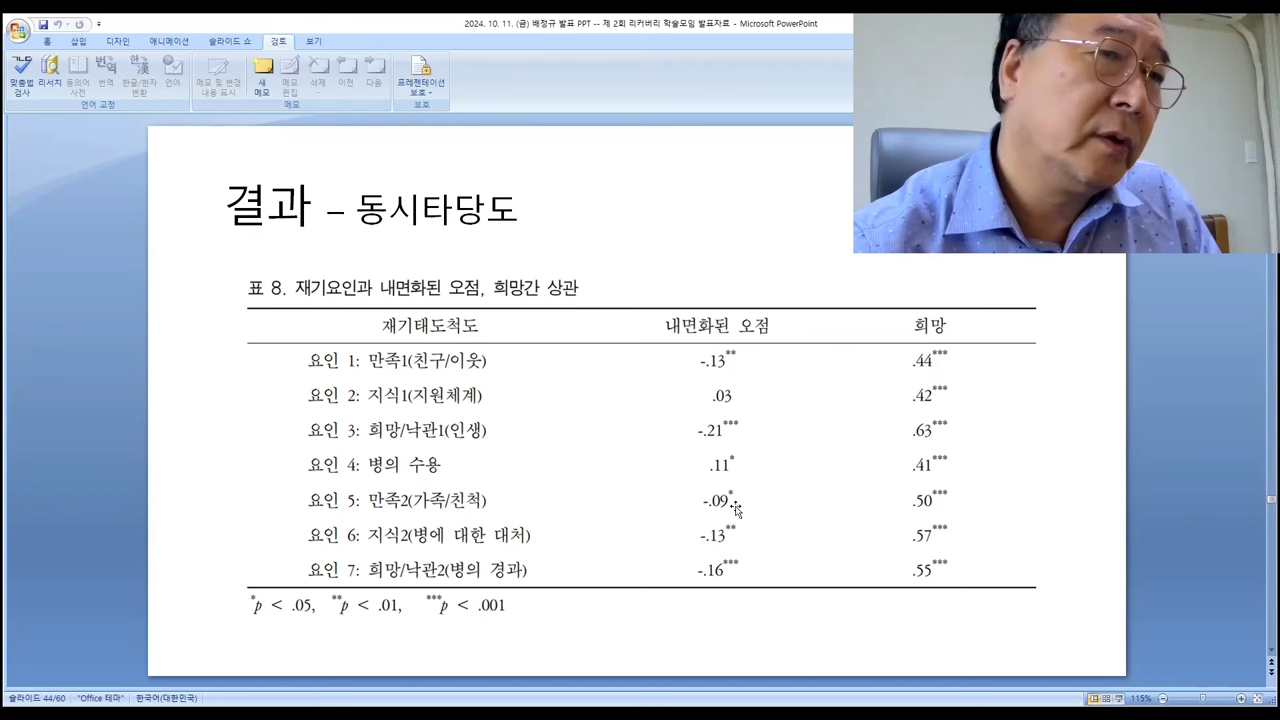 2024. 10. 11. (금) 배정규 발표 PPT -- 제 2회 리커버리 학술모임 발표자료 - Microsoft PowerPoint
홈 삽입 디자인 애니메이션 슬라이드 쇼 검토 보기
맞춤법 검사 리서치 동의어 사전 번역 한글/한자 변환 언어 메모 및 변경 내용 표시 새 메모 메모 편집 삭제 이전 다음 프레젠테이션 보호
언어 교정 메모 보호
결과 – 동시타당도
표 8. 재기요인과 내면화된 오점, 희망간 상관
재기태도척도 내면화된 오점 희망
요인 1: 만족1(친구/이웃) -.13** .44***
요인 2: 지식1(지원체계) .03 .42***
요인 3: 희망/낙관1(인생) -.21*** .63***
요인 4: 병의 수용 .11* .41***
요인 5: 만족2(가족/친척) -.09* .50***
요인 6: 지식2(병에 대한 대처) -.13** .57***
요인 7: 희망/낙관2(병의 경과) -.16*** .55***
*p < .05, **p < .01, ***p < .001
슬라이드 44/60 "Office 테마" 한국어(대한민국) 115%